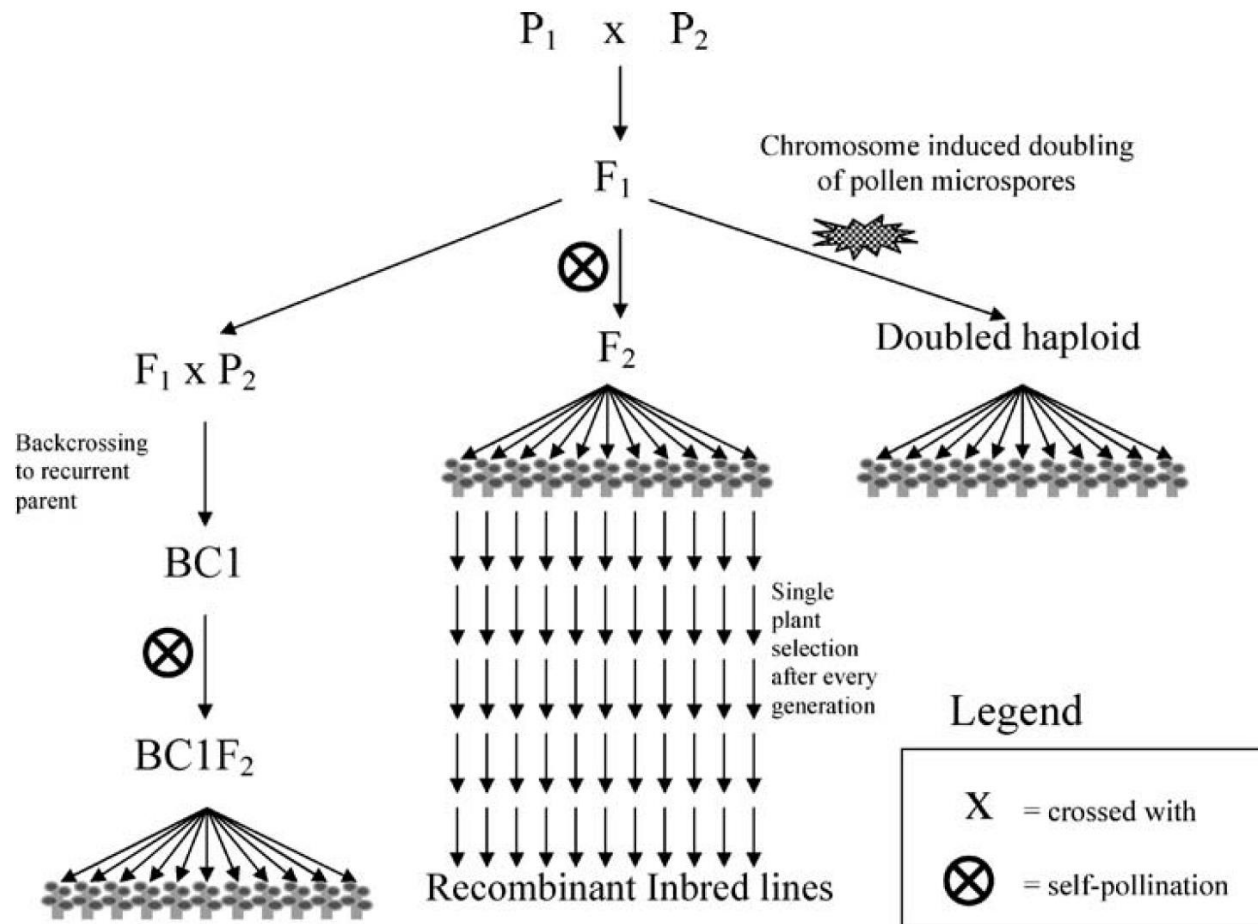 P₁ x P₂
F₁
Chromosome induced doubling
of pollen microspores
F₁ x P₂
F₂
Doubled haploid
Backcrossing
to recurrent
parent
BC1
BC1F₂
Single
plant
selection
after every
generation
Recombinant Inbred lines
Legend
X = crossed with
= self-pollination